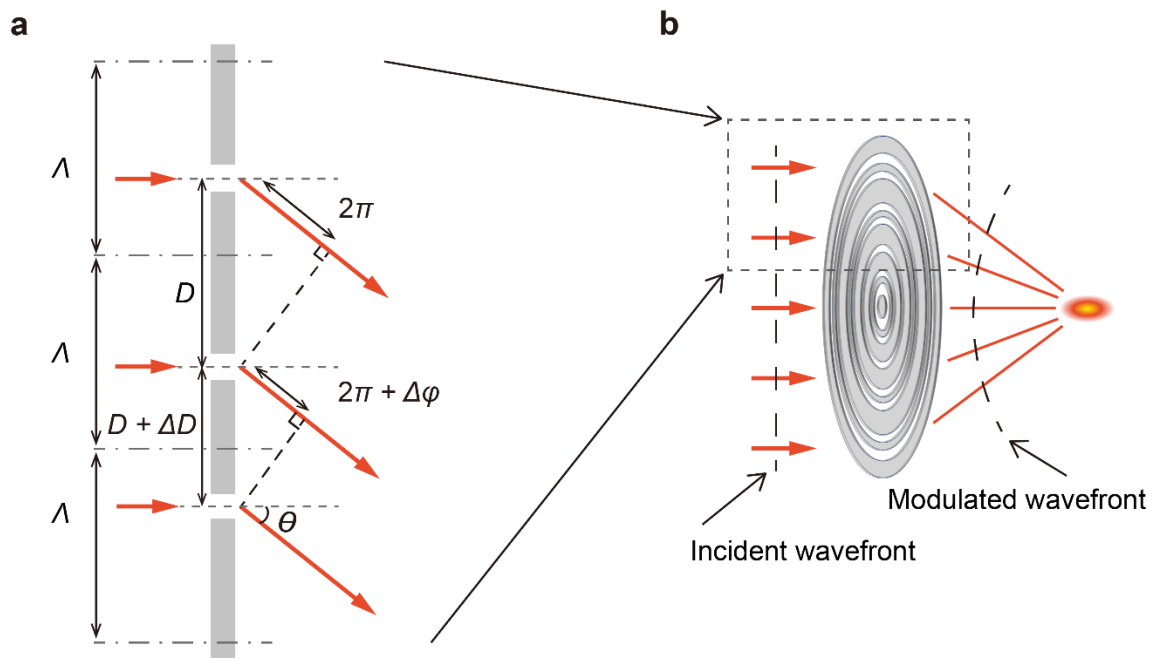 a
b
Λ
2π
D
Λ
2π + Δφ
D + ΔD
Λ
θ
Modulated wavefront
Incident wavefront